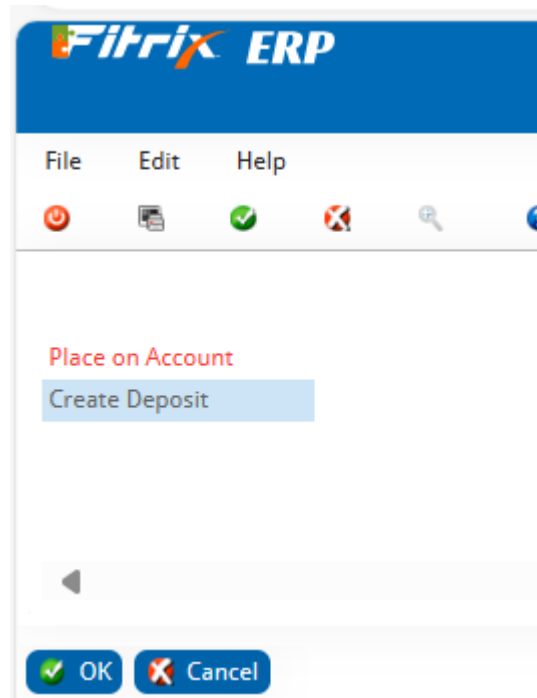 Fitrix ERP
File Edit Help
Place on Account
Create Deposit
OK Cancel